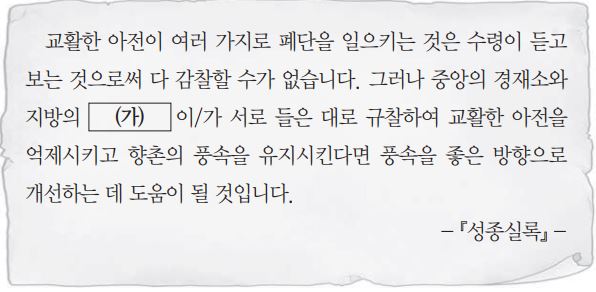 교활한 아전이 여러 가지로 폐단을 일으키는 것은 수령이 듣고
보는 것으로써 다 감찰할 수가 없습니다. 그러나 중앙의 경재소와
지방의 (가) 이/가 서로 들은 대로 규찰하여 교활한 아전을
억제시키고 향촌의 풍속을 유지시킨다면 풍속을 좋은 방향으로
개선하는 데 도움이 될 것입니다.
-『성종실록』-